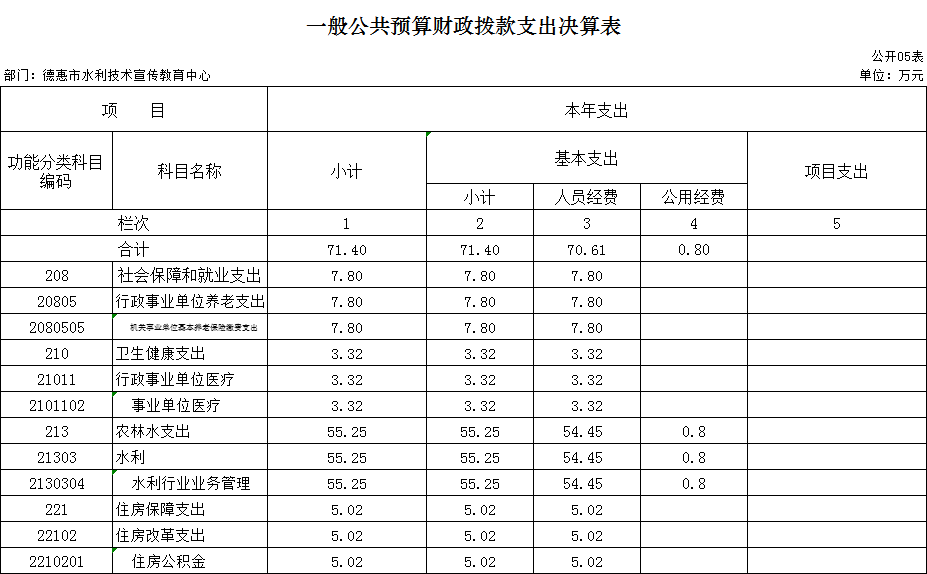 一般公共预算财政拨款支出决算表
公开05表
部门：德惠市水利技术宣传教育中心 单位：万元
项 目 本年支出
功能分类科目编码 科目名称 小计 基本支出 项目支出
小计 人员经费 公用经费
栏次 1 2 3 4 5
合计 71.40 71.40 70.61 0.80
208 社会保障和就业支出 7.80 7.80 7.80
20805 行政事业单位养老支出 7.80 7.80 7.80
2080505 机关事业单位基本养老保险缴费支出 7.80 7.80 7.80
210 卫生健康支出 3.32 3.32 3.32
21011 行政事业单位医疗 3.32 3.32 3.32
2101102 事业单位医疗 3.32 3.32 3.32
213 农林水支出 55.25 55.25 54.45 0.8
21303 水利 55.25 55.25 54.45 0.8
2130304 水利行业业务管理 55.25 55.25 54.45 0.8
221 住房保障支出 5.02 5.02 5.02
22102 住房改革支出 5.02 5.02 5.02
2210201 住房公积金 5.02 5.02 5.02